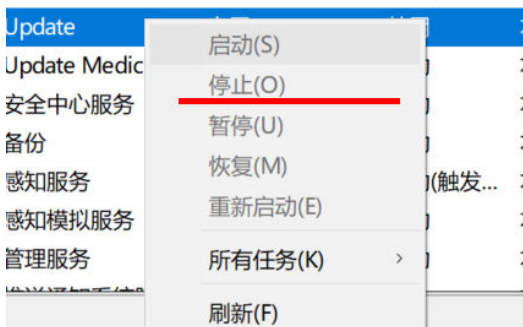 Update
启动(S)
Update Medic
停止(O)
安全中心服务
暂停(U)
备份
恢复(M)
感知服务
(触发...
重新启动(E)
感知模拟服务
管理服务
所有任务(K)
刷新(F)